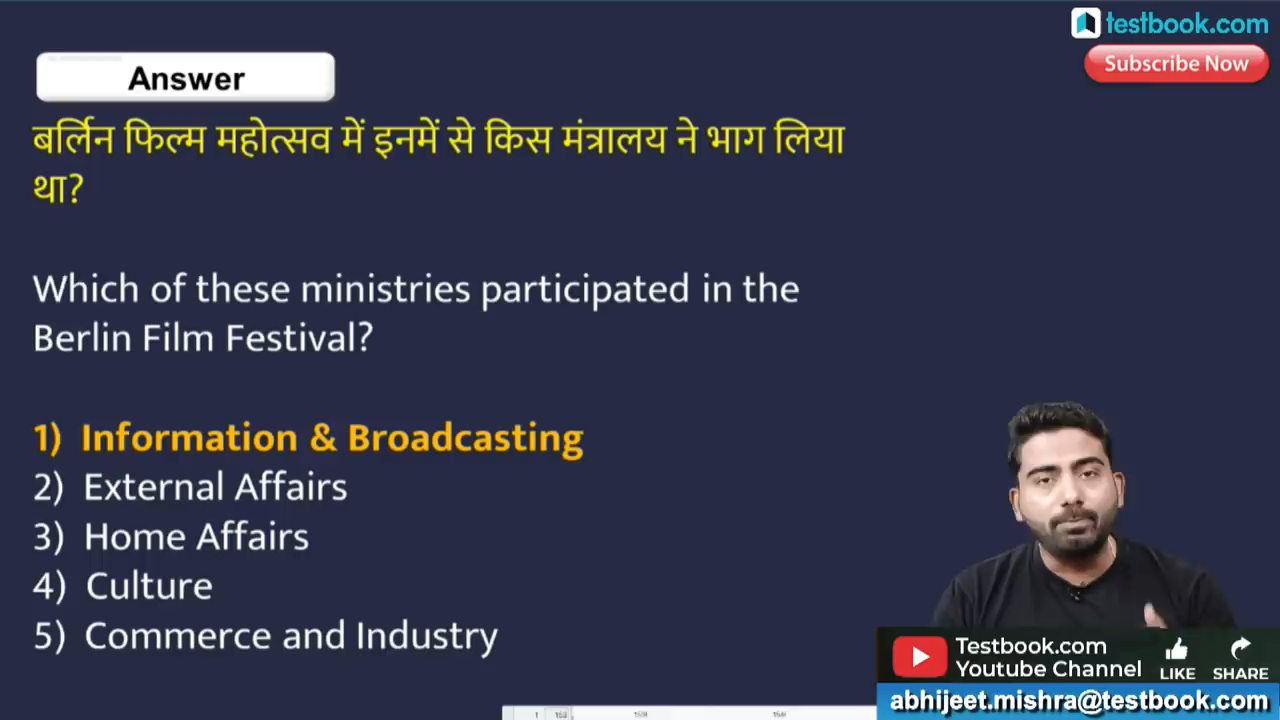 testbook.com
Subscribe Now
Answer
बर्लिन फिल्म महोत्सव में इनमें से किस मंत्रालय ने भाग लिया
था?
Which of these ministries participated in the
Berlin Film Festival?
1) Information & Broadcasting
2) External Affairs
3) Home Affairs
4) Culture
5) Commerce and Industry
Testbook.com
Youtube Channel
LIKE
SHARE
abhijeet.mishra@testbook.com